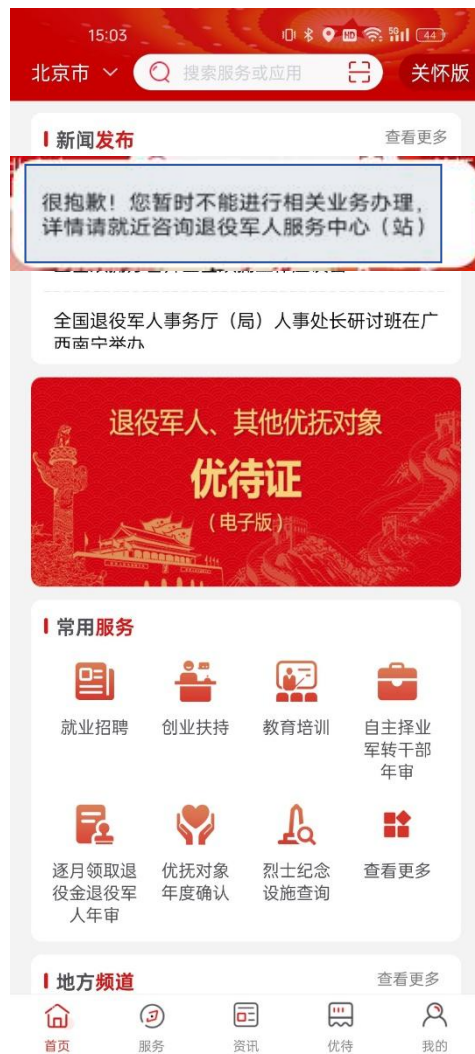 15:03
HD
5G
44
北京市
搜索服务或应用
关怀版
新闻发布
查看更多
很抱歉！您暂时不能进行相关业务办理，
详情请就近咨询退役军人服务中心（站）
全国退役军人事务厅（局）人事处长研讨班在广
西南宁举办
退役军人、其他优抚对象
优待证
（电子版）
常用服务
就业招聘
创业扶持
教育培训
自主择业
军转干部
年审
逐月领取退
役金退役军
人年审
优抚对象
年度确认
烈士纪念
设施查询
查看更多
地方频道
查看更多
首页
服务
资讯
优待
我的